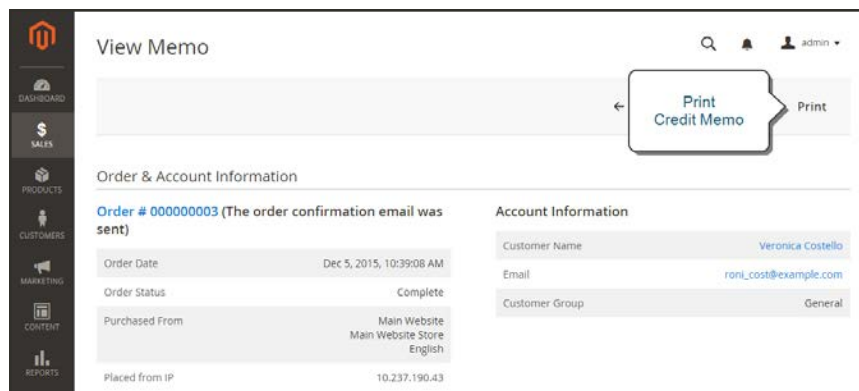 View Memo
admin
DASHBOARD
SALES
PRODUCTS
CUSTOMERS
MARKETING
CONTENT
REPORTS
←
Print
Credit Memo
Print
Order & Account Information
Order # 000000003 (The order confirmation email was
sent)
Order Date Dec 5, 2015, 10:39:08 AM
Order Status Complete
Purchased From Main Website
Main Website Store
English
Placed from IP 10.237.190.43
Account Information
Customer Name Veronica Costello
Email roni_cost@example.com
Customer Group General